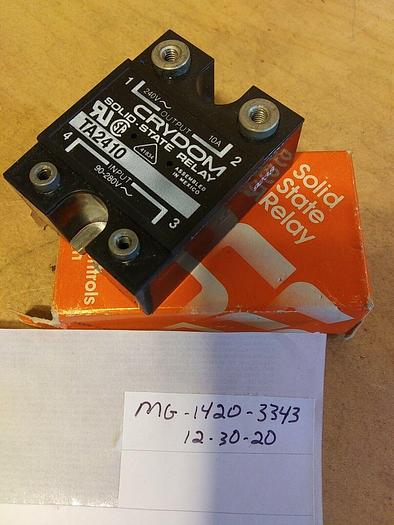 1
240V~ OUTPUT 10A
2
CRYDOM
SOLID-STATE RELAY
TA2410
ASSEMBLED
IN MEXICO
4
INPUT
90-280V~
3
Solid
State
Relay
MG-1420-3343
12-30-20